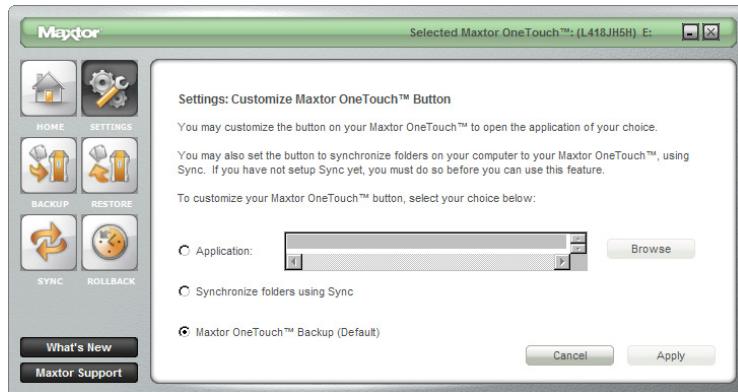 Maxtor
Selected Maxtor OneTouch™: (L418JH5H) E:
HOME SETTINGS
BACKUP RESTORE
SYNC ROLLBACK
What's New
Maxtor Support
Settings: Customize Maxtor OneTouch™ Button
You may customize the button on your Maxtor OneTouch™ to open the application of your choice.
You may also set the button to synchronize folders on your computer to your Maxtor OneTouch™, using
Sync. If you have not setup Sync yet, you must do so before you can use this feature.
To customize your Maxtor OneTouch™ button, select your choice below:
Application:
Browse
Synchronize folders using Sync
Maxtor OneTouch™ Backup (Default)
Cancel Apply